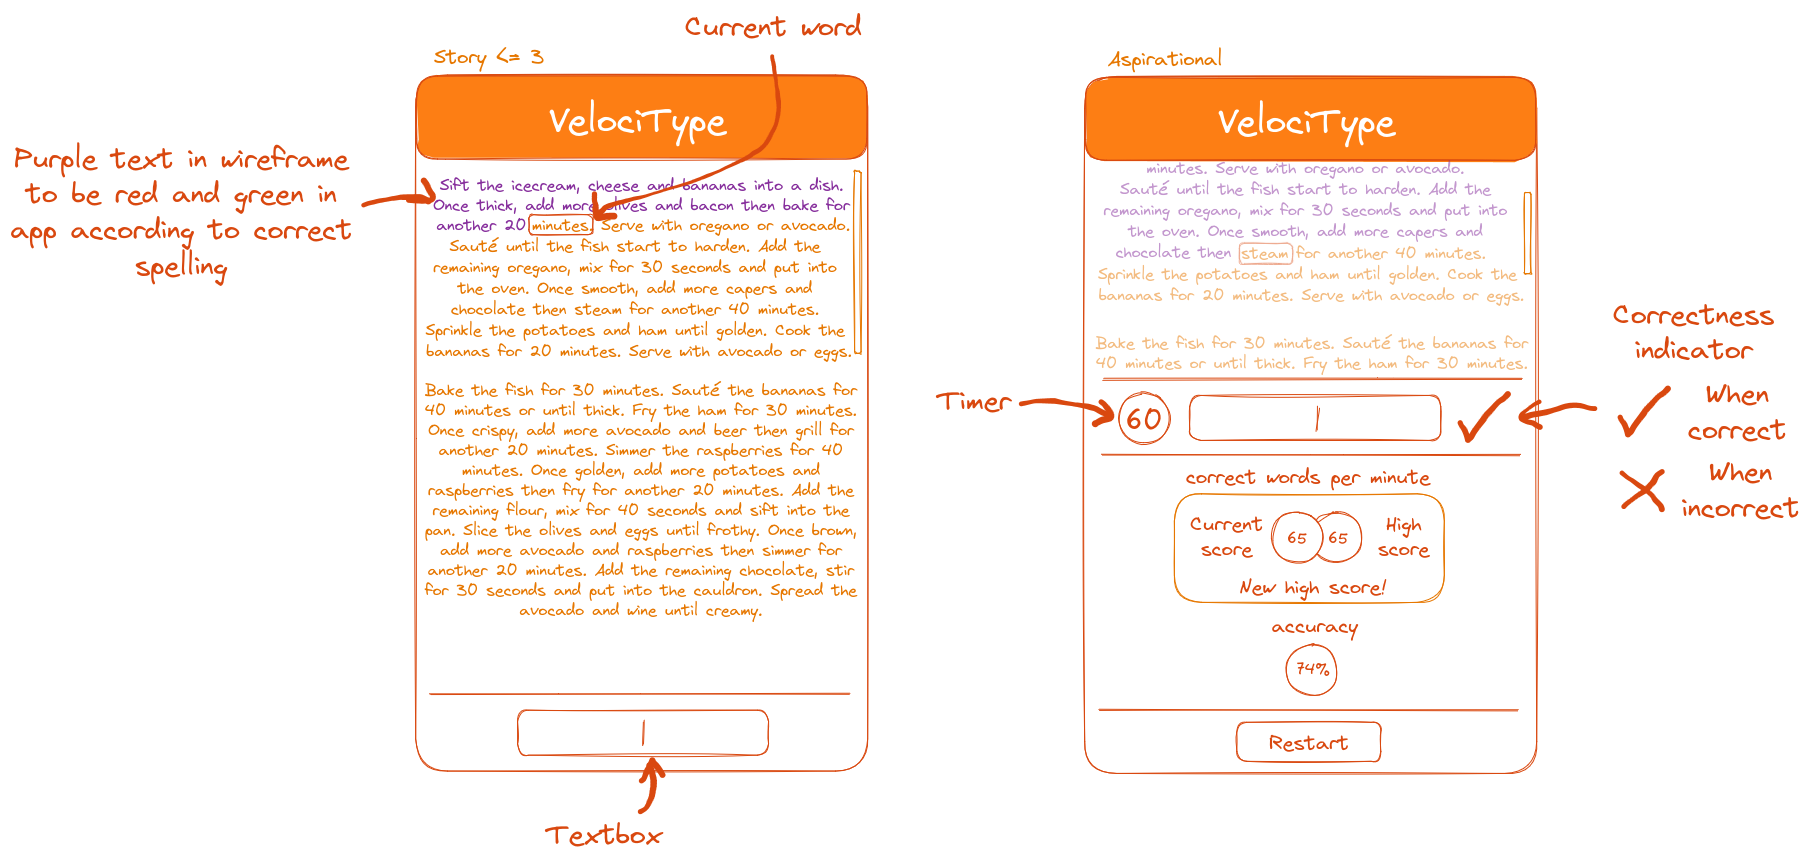 Current word
Story <= 3
VelociType
Purple text in wireframe
to be red and green in
app according to correct
spelling
Sift the icecream, cheese and bananas into a dish.
Once thick, add more olives and bacon then bake for
another 20 minutes. Serve with oregano or avocado.
Sauté until the fish start to harden. Add the
remaining oregano, mix for 30 seconds and put into
the oven. Once smooth, add more capers and
chocolate then steam for another 40 minutes.
Sprinkle the potatoes and ham until golden. Cook the
bananas for 20 minutes. Serve with avocado or eggs.
Bake the fish for 30 minutes. Sauté the bananas for
40 minutes or until thick. Fry the ham for 30 minutes.
Once crispy, add more avocado and beer then grill for
another 20 minutes. Simmer the raspberries for 40
minutes. Once golden, add more potatoes and
raspberries then fry for another 20 minutes. Add the
remaining flour, mix for 40 seconds and sift into the
pan. Slice the olives and eggs until frothy. Once brown,
add more avocado and raspberries then simmer for
another 20 minutes. Add the remaining chocolate, stir
for 30 seconds and put into the cauldron. Spread the
avocado and wine until creamy.
Textbox
Aspirational
VelociType
minutes. Serve with oregano or avocado.
Sauté until the fish start to harden. Add the
remaining oregano, mix for 30 seconds and put into
the oven. Once smooth, add more capers and
chocolate then steam for another 40 minutes.
Sprinkle the potatoes and ham until golden. Cook the
bananas for 20 minutes. Serve with avocado or eggs.
Bake the fish for 30 minutes. Sauté the bananas for
40 minutes or until thick. Fry the ham for 30 minutes.
Timer
60
correct words per minute
Current
score
65
65
High
score
New high score!
accuracy
74%
Restart
Correctness
indicator
When
correct
When
incorrect